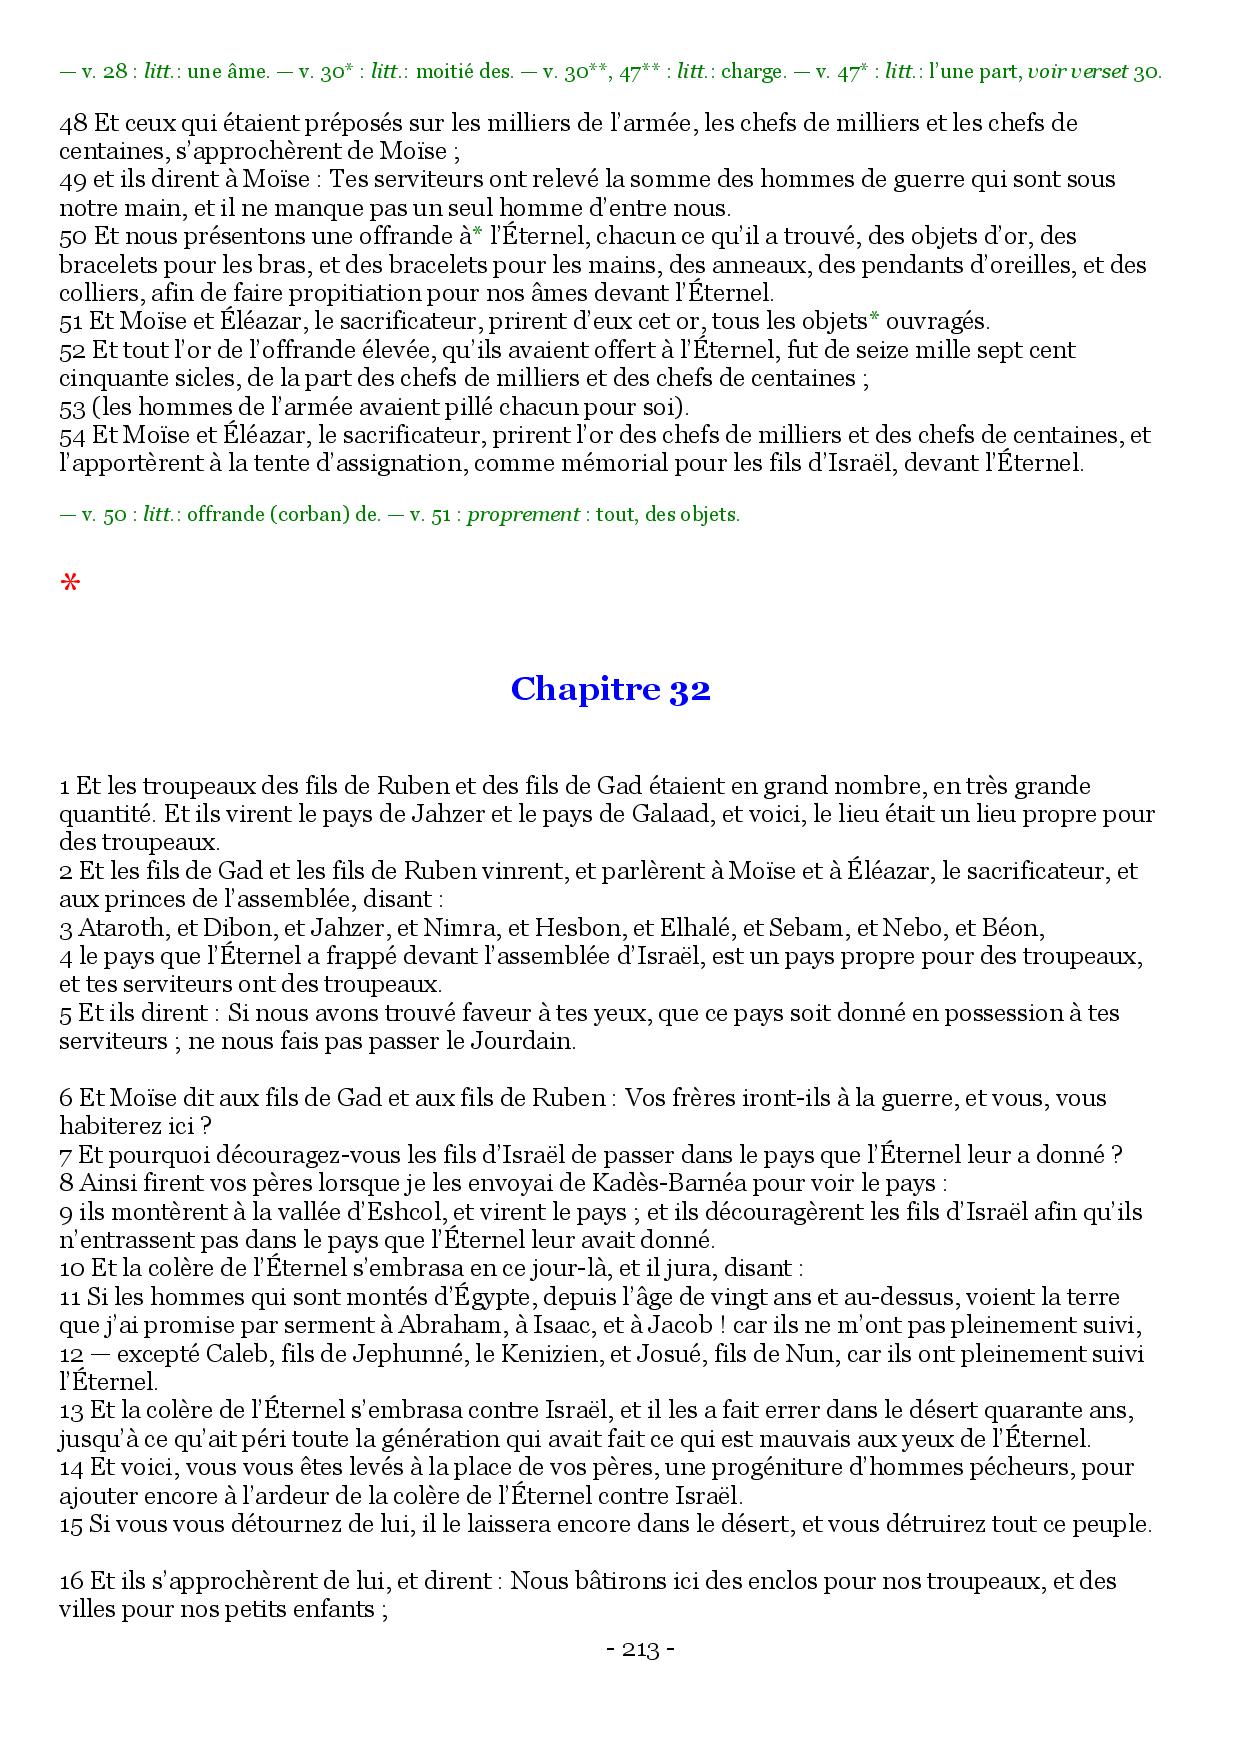 — v. 28 : litt.: une âme. — v. 30* : litt.: moitié des. — v. 30**, 47** : litt.: charge. — v. 47* : litt.: l’une part, voir verset 30.
48 Et ceux qui étaient préposés sur les milliers de l’armée, les chefs de milliers et les chefs de
centaines, s’approchèrent de Moïse ;
49 et ils dirent à Moïse : Tes serviteurs ont relevé la somme des hommes de guerre qui sont sous
notre main, et il ne manque pas un seul homme d’entre nous.
50 Et nous présentons une offrande à* l’Éternel, chacun ce qu’il a trouvé, des objets d’or, des
bracelets pour les bras, et des bracelets pour les mains, des anneaux, des pendants d’oreilles, et des
colliers, afin de faire propitiation pour nos âmes devant l’Éternel.
51 Et Moïse et Éléazar, le sacrificateur, prirent d’eux cet or, tous les objets* ouvragés.
52 Et tout l’or de l’offrande élevée, qu’ils avaient offert à l’Éternel, fut de seize mille sept cent
cinquante sicles, de la part des chefs de milliers et des chefs de centaines ;
53 (les hommes de l’armée avaient pillé chacun pour soi).
54 Et Moïse et Éléazar, le sacrificateur, prirent l’or des chefs de milliers et des chefs de centaines, et
l’apportèrent à la tente d’assignation, comme mémorial pour les fils d’Israël, devant l’Éternel.
— v. 50 : litt.: offrande (corban) de. — v. 51 : proprement : tout, des objets.
*
Chapitre 32
1 Et les troupeaux des fils de Ruben et des fils de Gad étaient en grand nombre, en très grande
quantité. Et ils virent le pays de Jahzer et le pays de Galaad, et voici, le lieu était un lieu propre pour
des troupeaux.
2 Et les fils de Gad et les fils de Ruben vinrent, et parlèrent à Moïse et à Éléazar, le sacrificateur, et
aux princes de l’assemblée, disant :
3 Ataroth, et Dibon, et Jahzer, et Nimra, et Hesbon, et Elhalé, et Sebam, et Nebo, et Béon,
4 le pays que l’Éternel a frappé devant l’assemblée d’Israël, est un pays propre pour des troupeaux,
et tes serviteurs ont des troupeaux.
5 Et ils dirent : Si nous avons trouvé faveur à tes yeux, que ce pays soit donné en possession à tes
serviteurs ; ne nous fais pas passer le Jourdain.
6 Et Moïse dit aux fils de Gad et aux fils de Ruben : Vos frères iront-ils à la guerre, et vous, vous
habiterez ici ?
7 Et pourquoi découragez-vous les fils d’Israël de passer dans le pays que l’Éternel leur a donné ?
8 Ainsi firent vos pères lorsque je les envoyai de Kadès-Barnéa pour voir le pays :
9 ils montèrent à la vallée d’Eshcol, et virent le pays ; et ils découragèrent les fils d’Israël afin qu’ils
n’entrassent pas dans le pays que l’Éternel leur avait donné.
10 Et la colère de l’Éternel s’embrasa en ce jour-là, et il jura, disant :
11 Si les hommes qui sont montés d’Égypte, depuis l’âge de vingt ans et au-dessus, voient la terre
que j’ai promise par serment à Abraham, à Isaac, et à Jacob ! car ils ne m’ont pas pleinement suivi,
12 — excepté Caleb, fils de Jephunné, le Kenizien, et Josué, fils de Nun, car ils ont pleinement suivi
l’Éternel.
13 Et la colère de l’Éternel s’embrasa contre Israël, et il les a fait errer dans le désert quarante ans,
jusqu’à ce qu’ait péri toute la génération qui avait fait ce qui est mauvais aux yeux de l’Éternel.
14 Et voici, vous vous êtes levés à la place de vos pères, une progéniture d’hommes pécheurs, pour
ajouter encore à l’ardeur de la colère de l’Éternel contre Israël.
15 Si vous vous détournez de lui, il le laissera encore dans le désert, et vous détruirez tout ce peuple.
16 Et ils s’approchèrent de lui, et dirent : Nous bâtirons ici des enclos pour nos troupeaux, et des
villes pour nos petits enfants ;
- 213 -